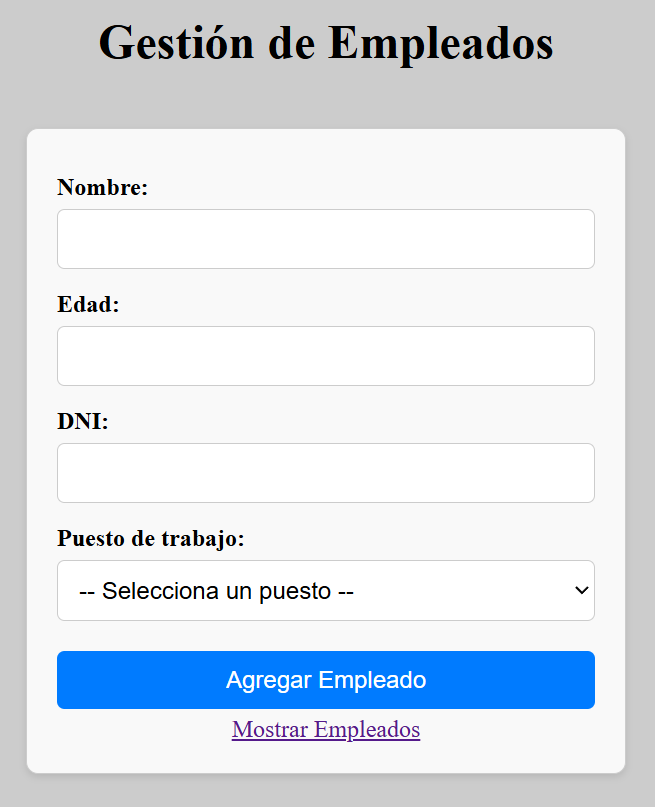 Gestión de Empleados
Nombre:
Edad:
DNI:
Puesto de trabajo:
-- Selecciona un puesto --
Agregar Empleado
Mostrar Empleados